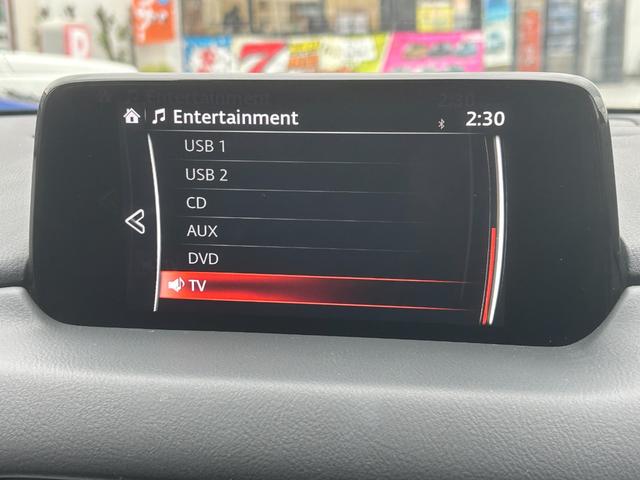 Entertainment
2:30
USB 1
USB 2
CD
AUX
DVD
TV